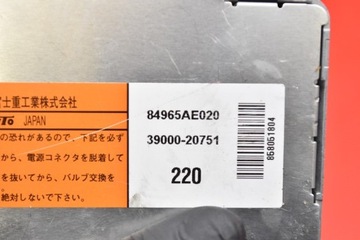 士重工業株式会社
JAPAN
の恐れがあるので、下記を必ず
から、電源コネクタを脱着して
を抜いてから、バルブ交換を
絶対しないで下さい。
84965AE020
39000-20751
220
858051804